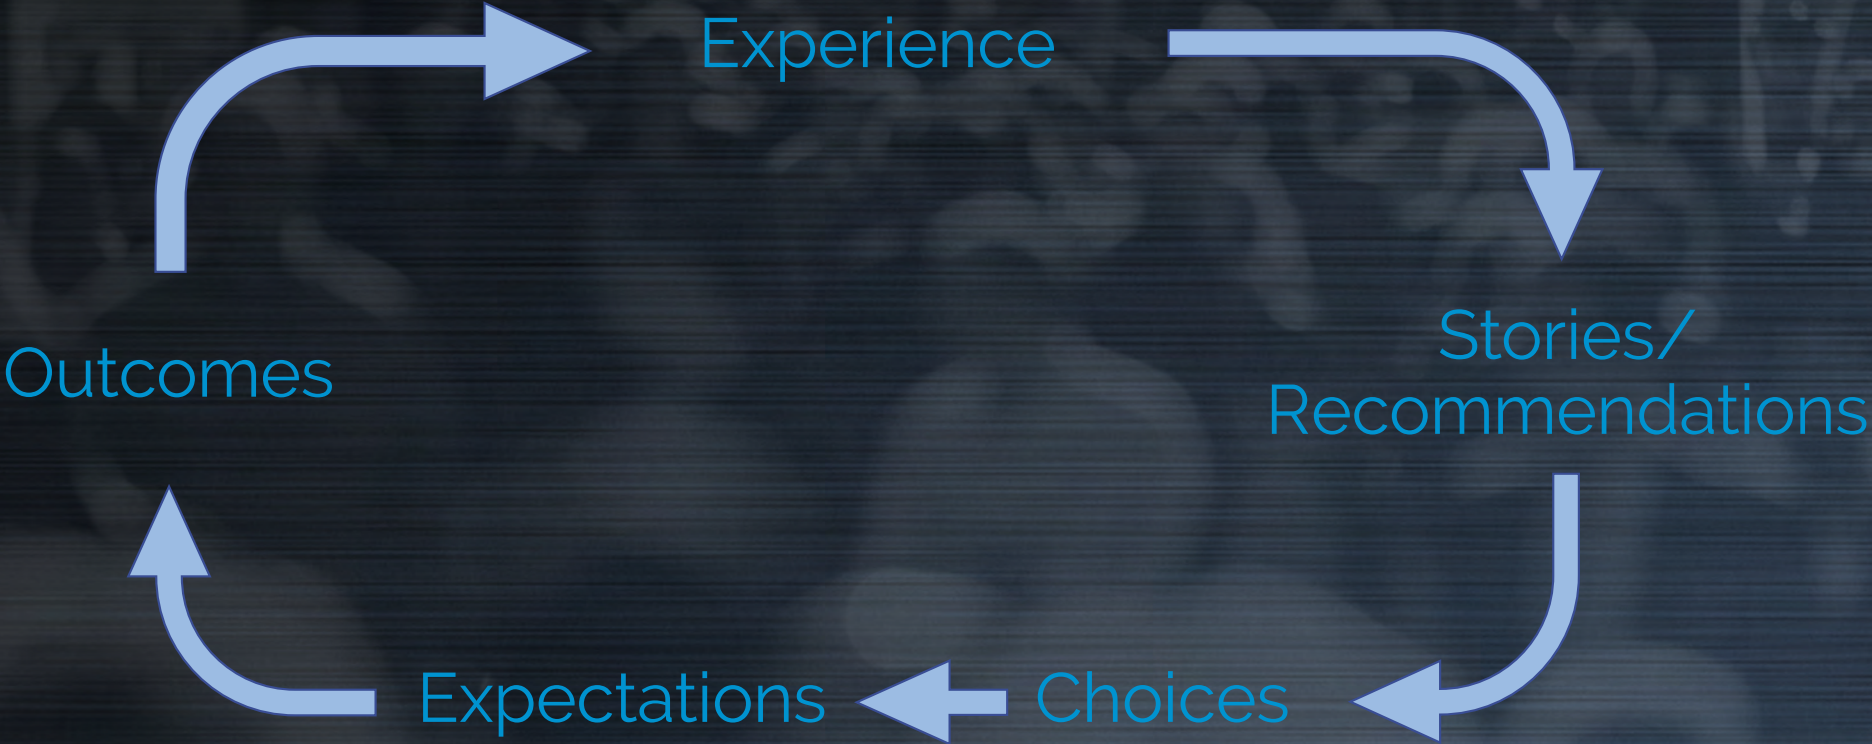 Experience
Stories/
Recommendations
Outcomes
Expectations
Choices